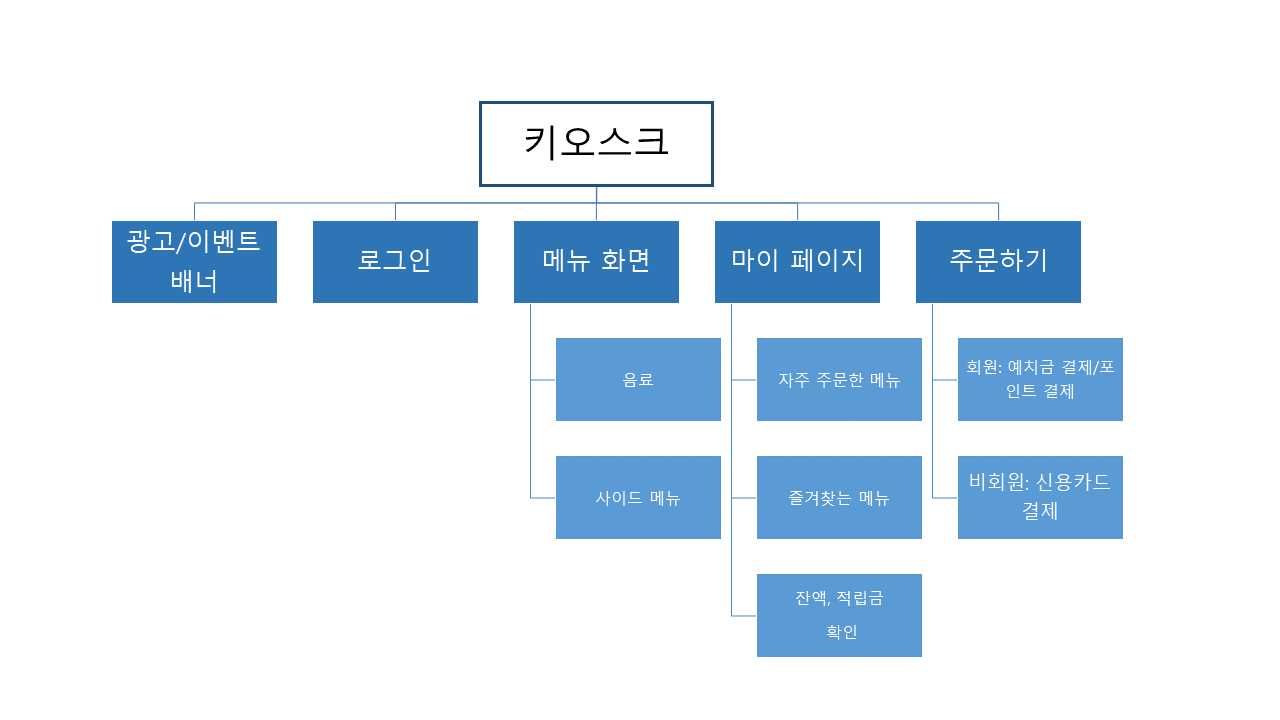 키오스크
광고/이벤트
배너
로그인
메뉴 화면
마이 페이지
주문하기
음료
사이드 메뉴
자주 주문한 메뉴
즐겨찾는 메뉴
잔액, 적립금
확인
회원: 예치금 결제/포
인트 결제
비회원: 신용카드
결제